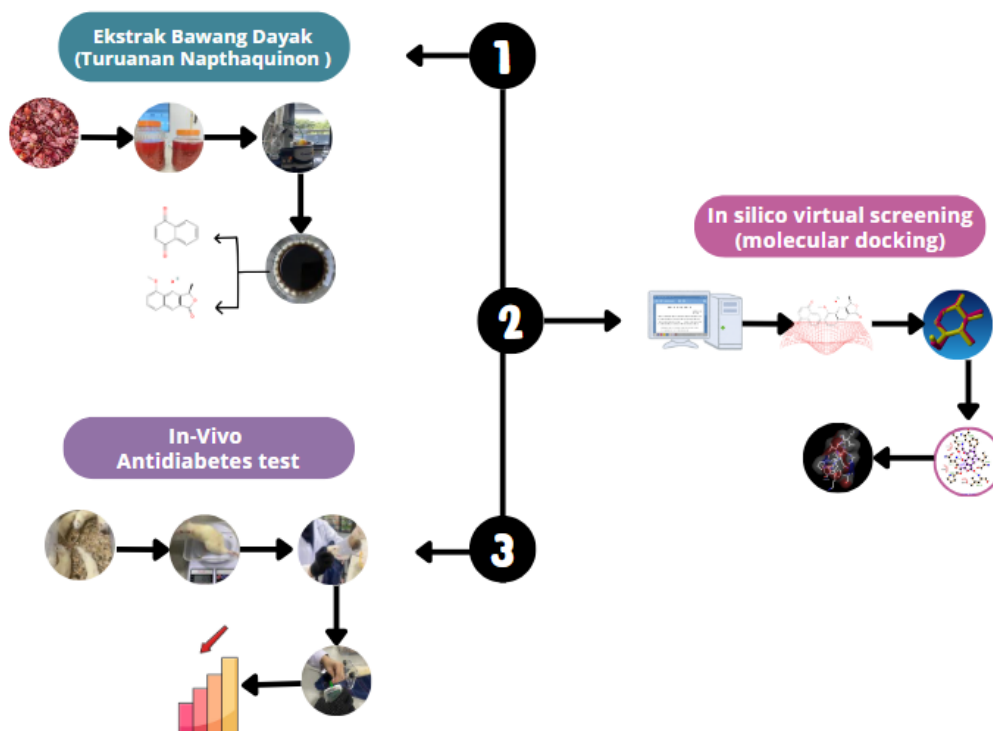 Ekstrak Bawang Dayak
(Turuanan Napthaquinon )
1
In silico virtual screening
(molecular docking)
2
In-Vivo
Antidiabetes test
3